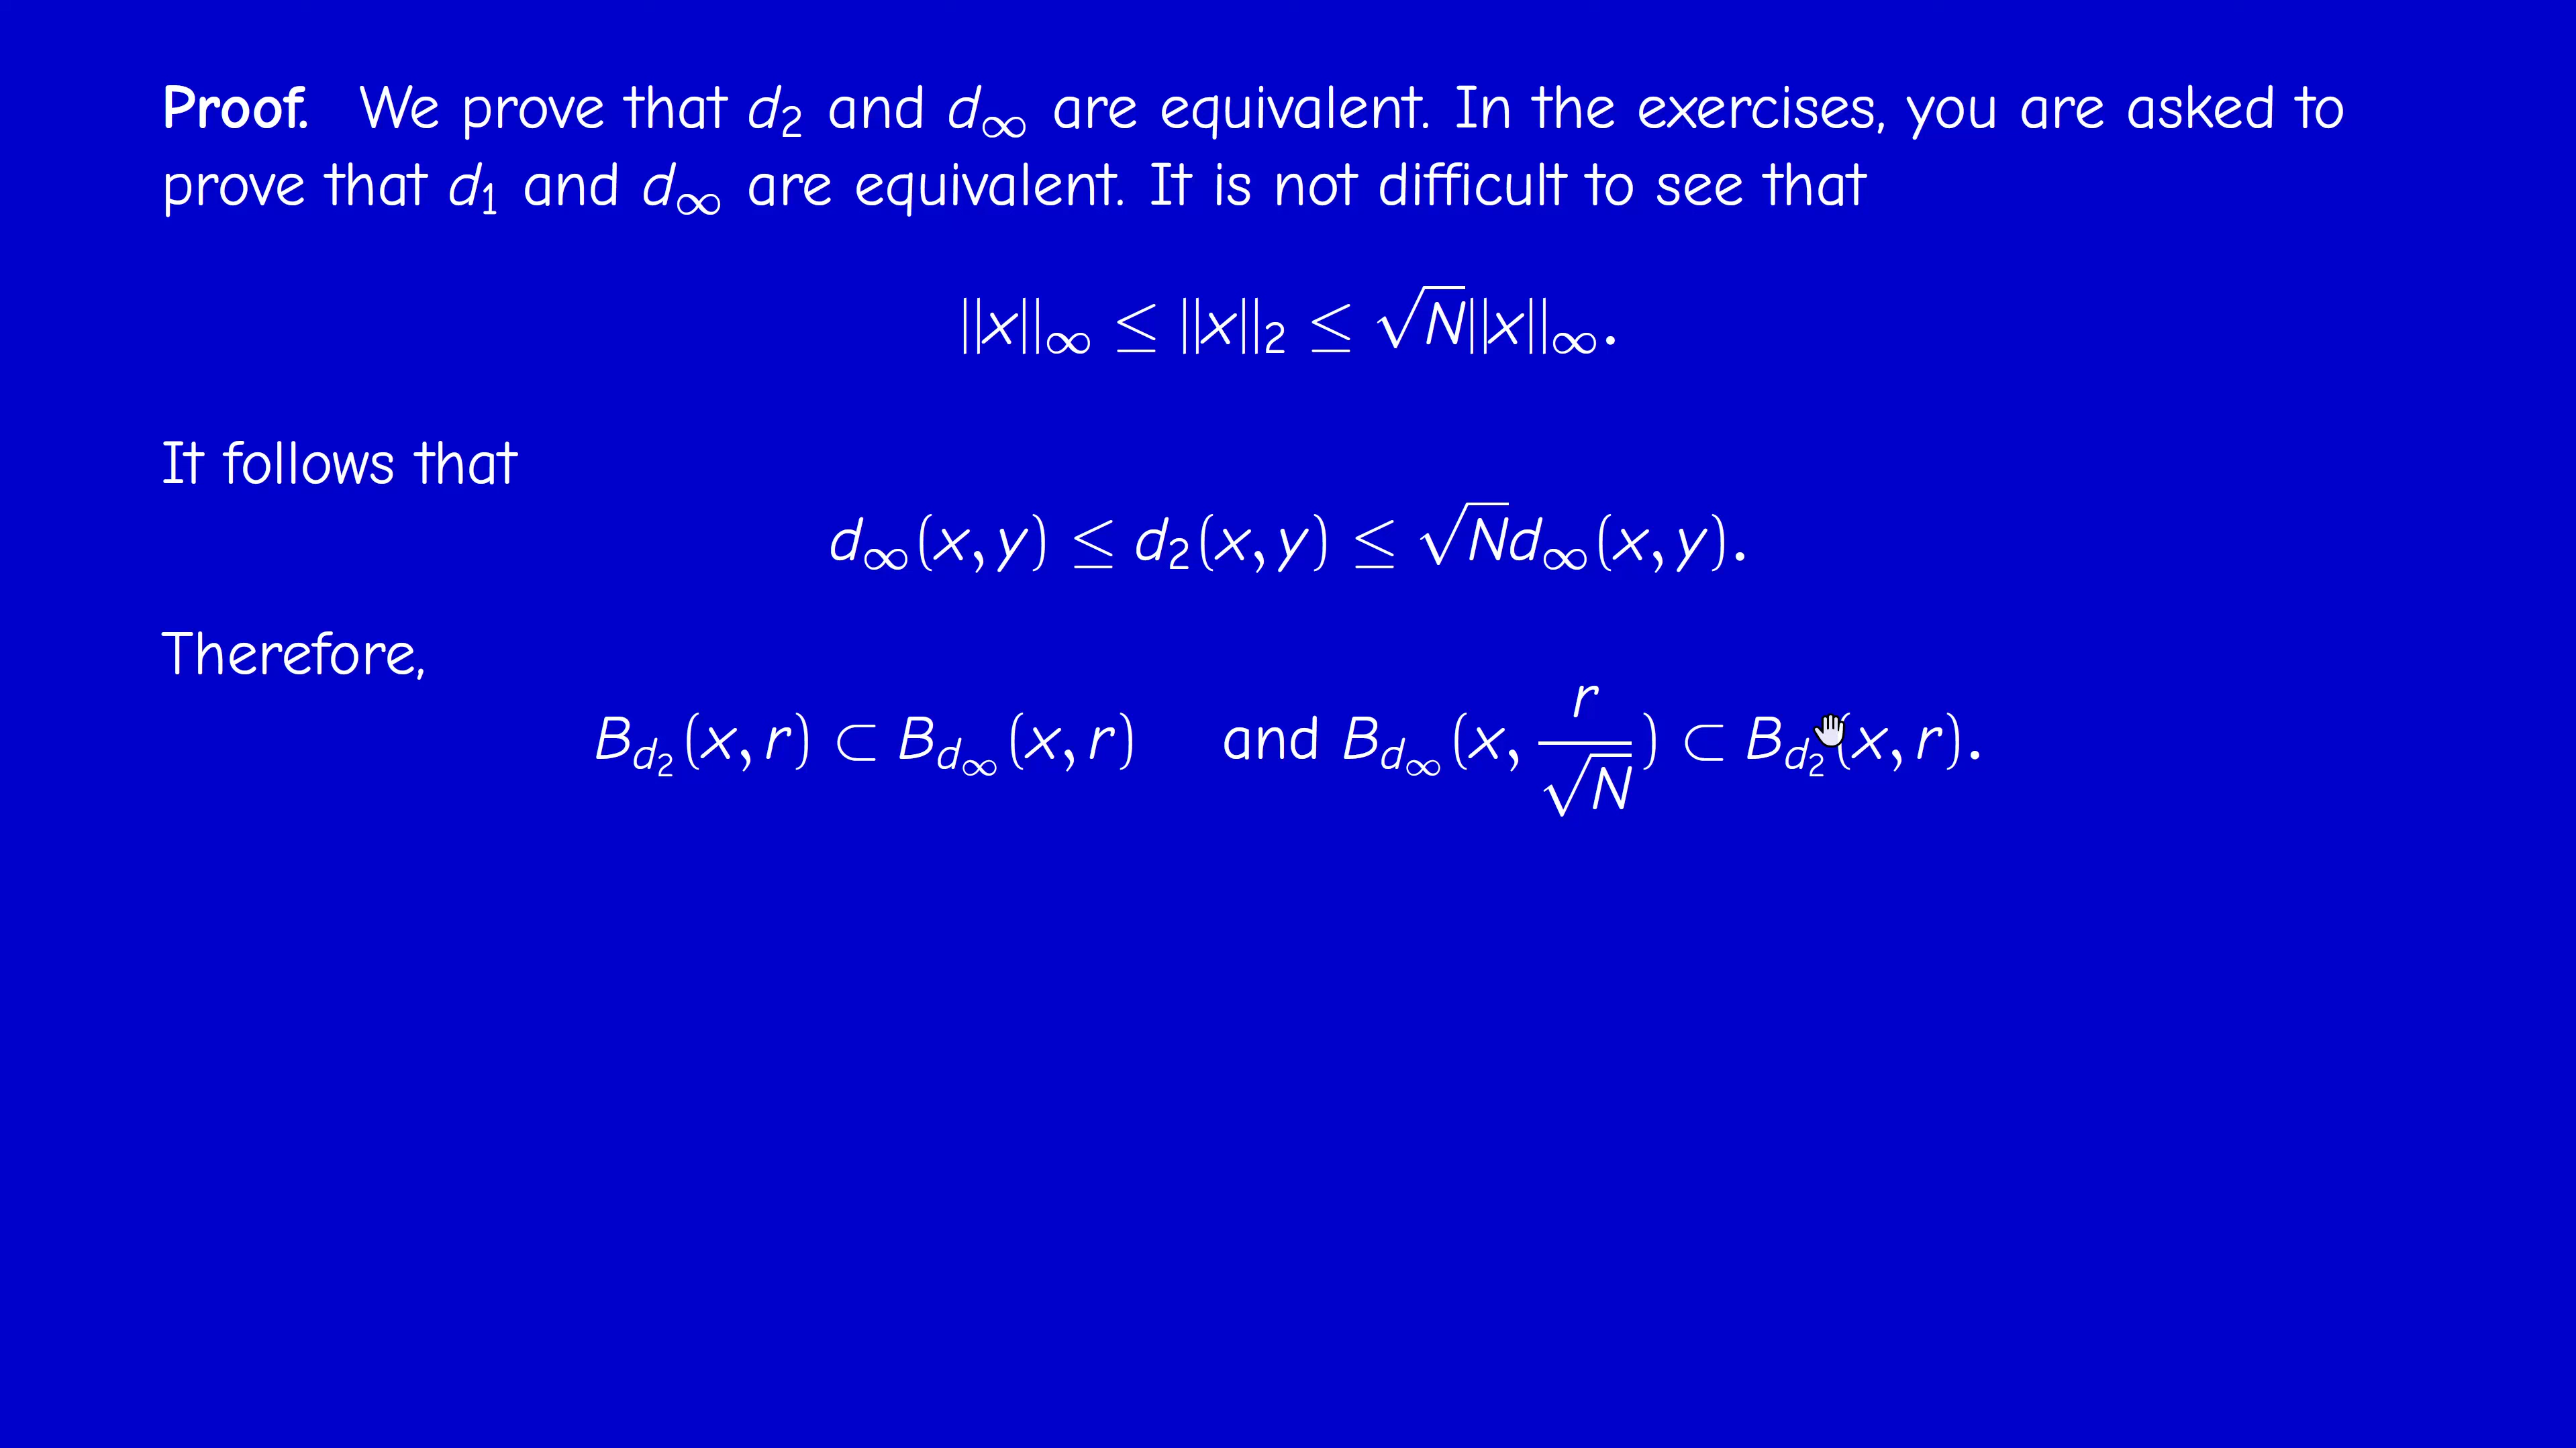 Proof. We prove that d₂ and d∞ are equivalent. In the exercises, you are asked to
prove that d₁ and d∞ are equivalent. It is not difficult to see that
||x||∞ ≤ ||x||₂ ≤ √N||x||∞.
It follows that
d∞(x, y) ≤ d₂(x, y) ≤ √Nd∞(x, y).
Therefore,
B_{d₂}(x, r) ⊂ B_{d∞}(x, r) and B_{d∞}(x, r/√N) ⊂ B_{d₂}(x, r).